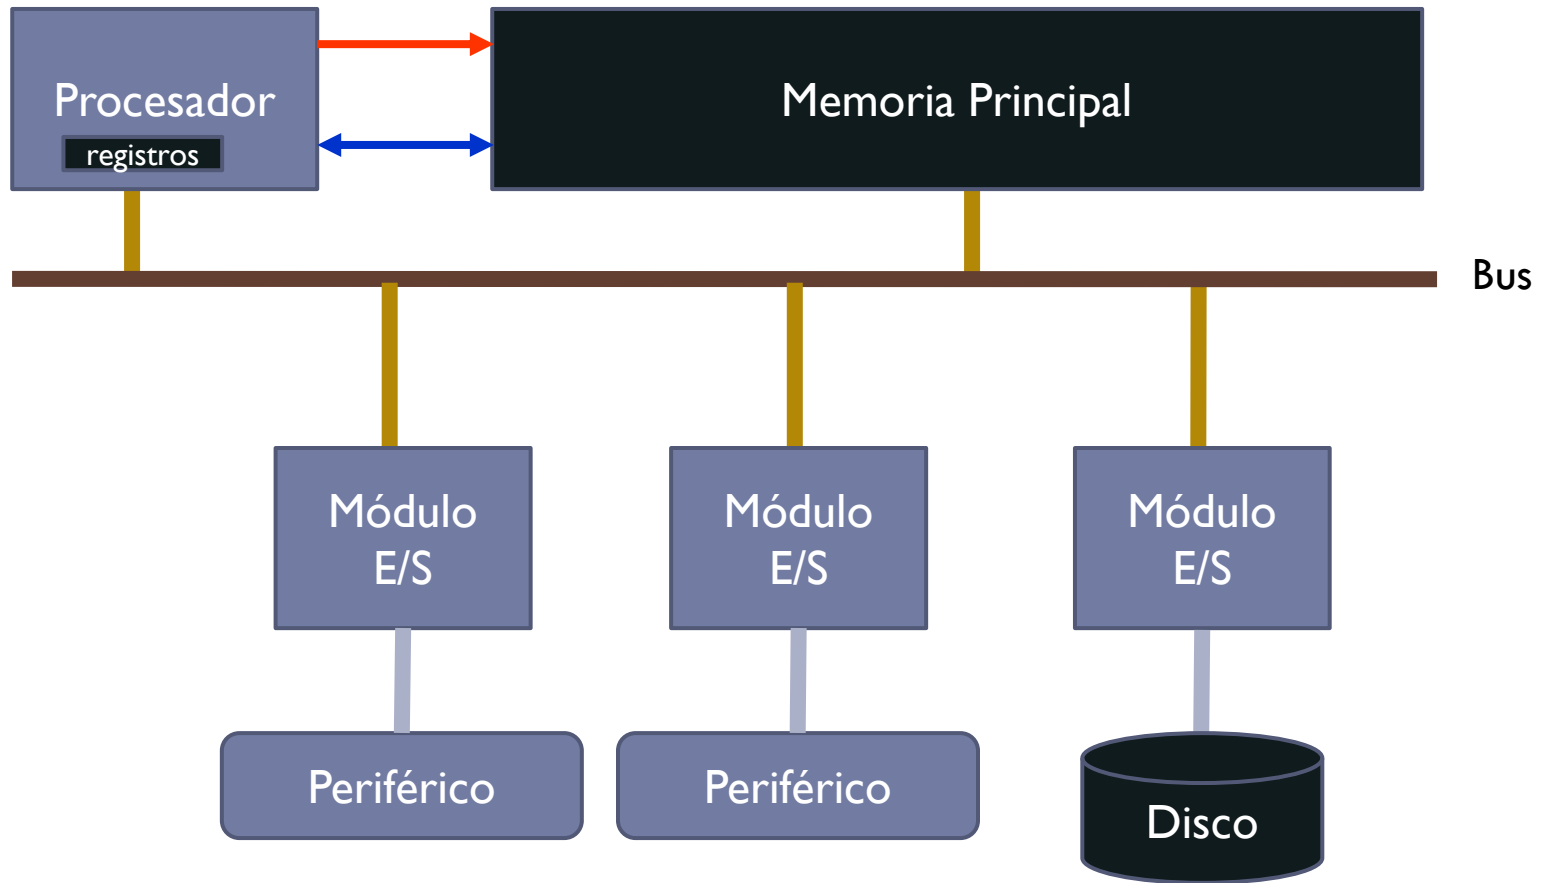 Procesador
registros
Memoria Principal
Bus
Módulo
E/S
Módulo
E/S
Módulo
E/S
Periférico
Periférico
Disco